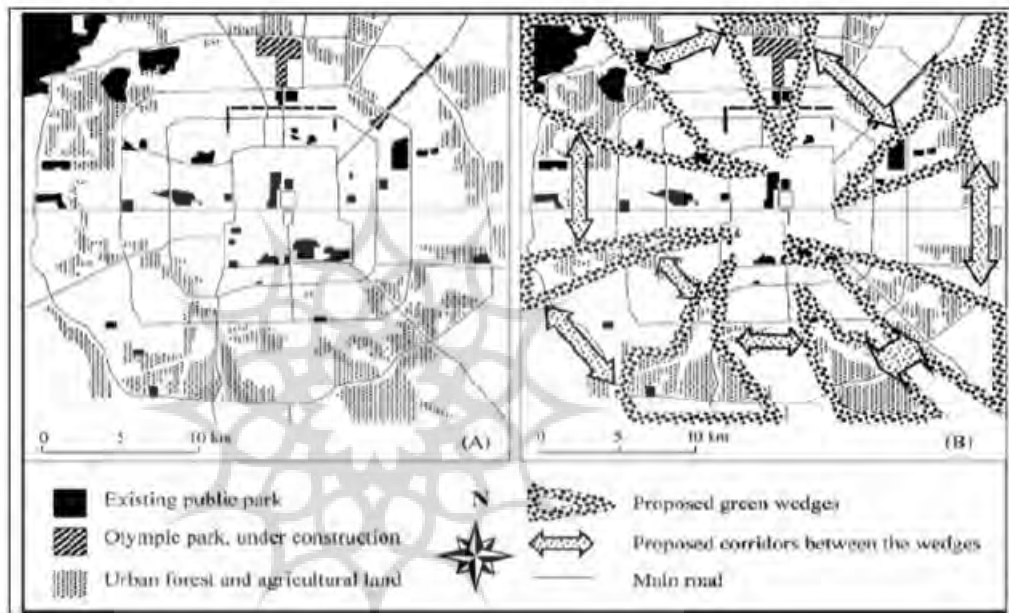 0 5 10 km (A)
0 5 10 km (B)
Existing public park
Olympic park, under construction
Urban forest and agricultural land
N
Proposed green wedges
Proposed corridors between the wedges
Main road